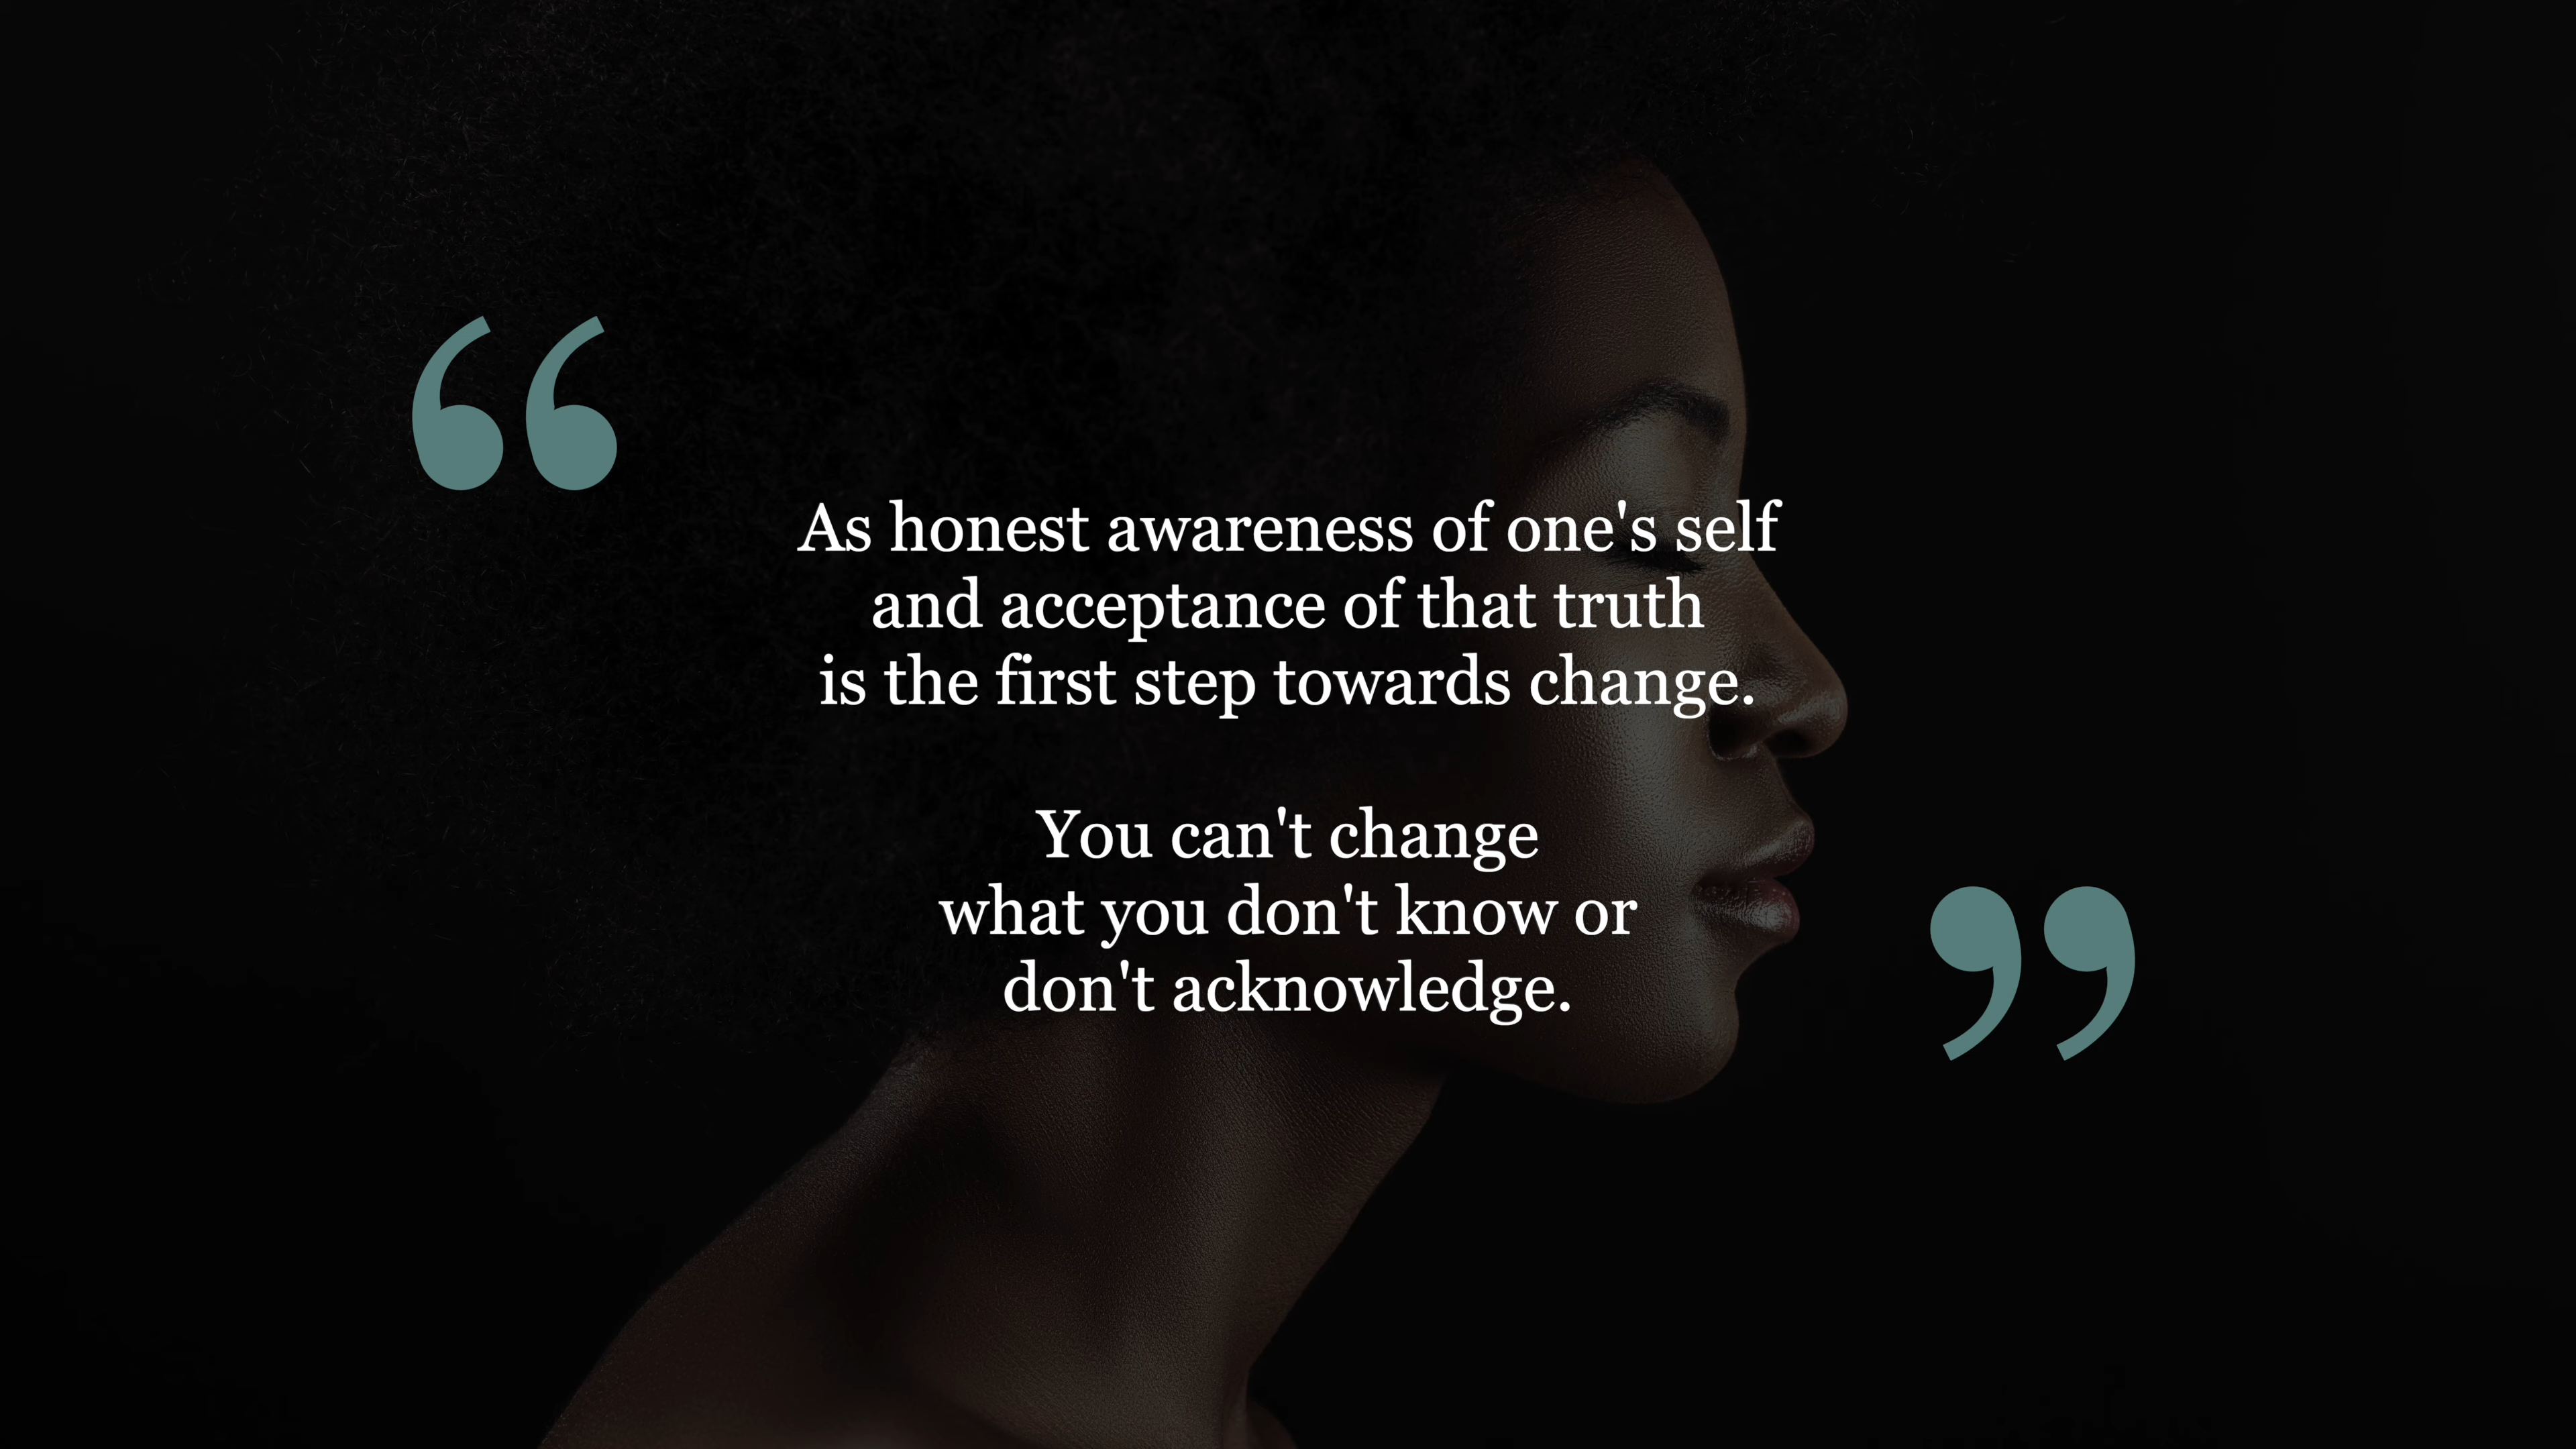 “
As honest awareness of one's self
and acceptance of that truth
is the first step towards change.
You can't change
what you don't know or
don't acknowledge.
”